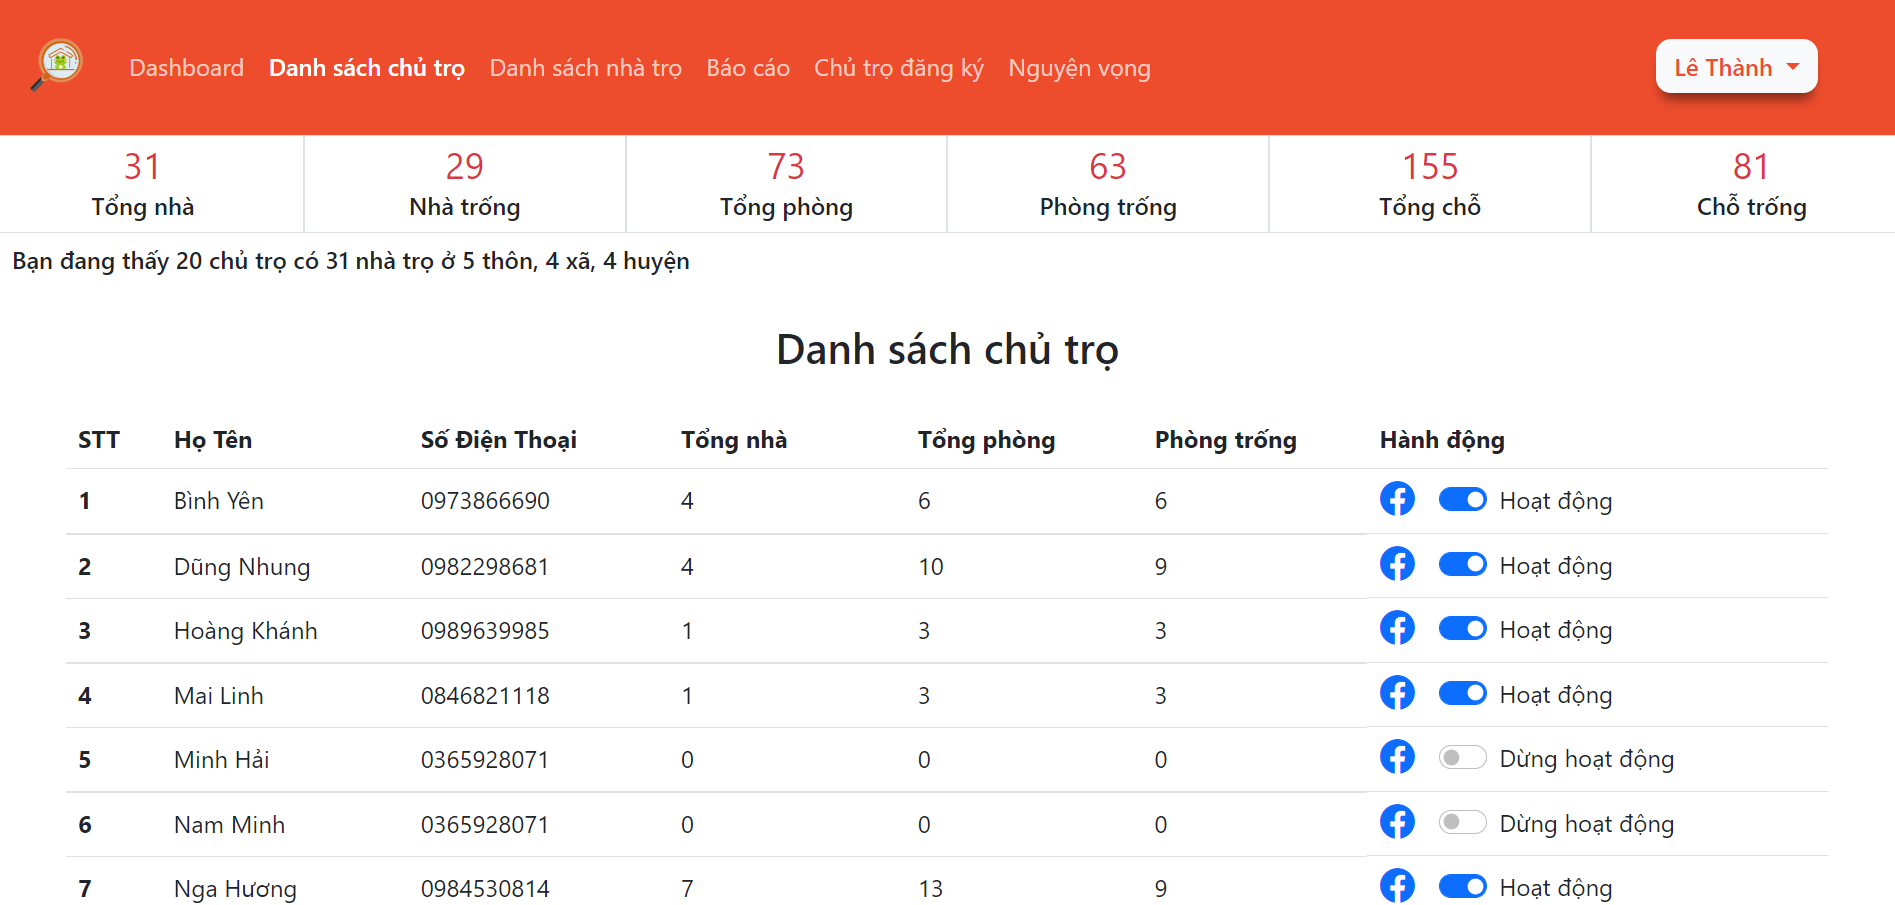 Dashboard Danh sách chủ trọ Danh sách nhà trọ Báo cáo Chủ trọ đăng ký Nguyện vọng Lê Thành
31 29 73 63 155 81
Tổng nhà Nhà trống Tổng phòng Phòng trống Tổng chỗ Chỗ trống
Bạn đang thấy 20 chủ trọ có 31 nhà trọ ở 5 thôn, 4 xã, 4 huyện
Danh sách chủ trọ
STT Họ Tên Số Điện Thoại Tổng nhà Tổng phòng Phòng trống Hành động
1 Bình Yên 0973866690 4 6 6 Hoạt động
2 Dũng Nhung 0982298681 4 10 9 Hoạt động
3 Hoàng Khánh 0989639985 1 3 3 Hoạt động
4 Mai Linh 0846821118 1 3 3 Hoạt động
5 Minh Hải 0365928071 0 0 0 Dừng hoạt động
6 Nam Minh 0365928071 0 0 0 Dừng hoạt động
7 Nga Hương 0984530814 7 13 9 Hoạt động